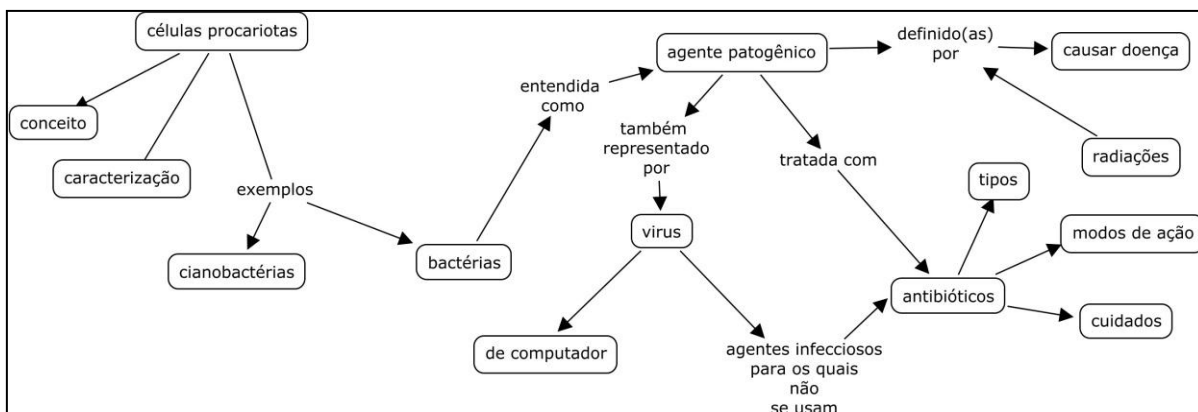 células procariotas
conceito
caracterização
exemplos
cianobactérias
bactérias
entendida
como
agente patogênico
definido(as)
por
causar doença
radiações
também
representado
por
tratada com
tipos
virus
modos de ação
antibióticos
cuidados
de computador
agentes infecciosos
para os quais
não
se usam